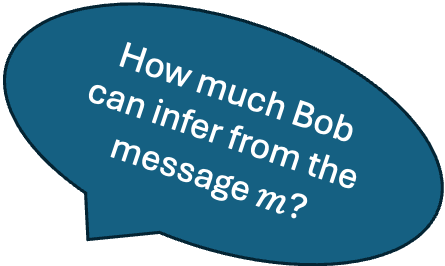 How much Bob
can infer from the
message m?